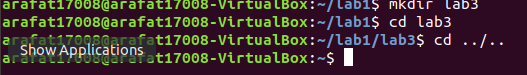 arafat17008@arafat17008-VirtualBox:~/lab1$ mkdir lab3
arafat17008@arafat17008-VirtualBox:~/lab1$ cd lab3
arafat17008@arafat17008-VirtualBox:~/lab1/lab3$ cd ../..
Show Applications
17008-VirtualBox:~$